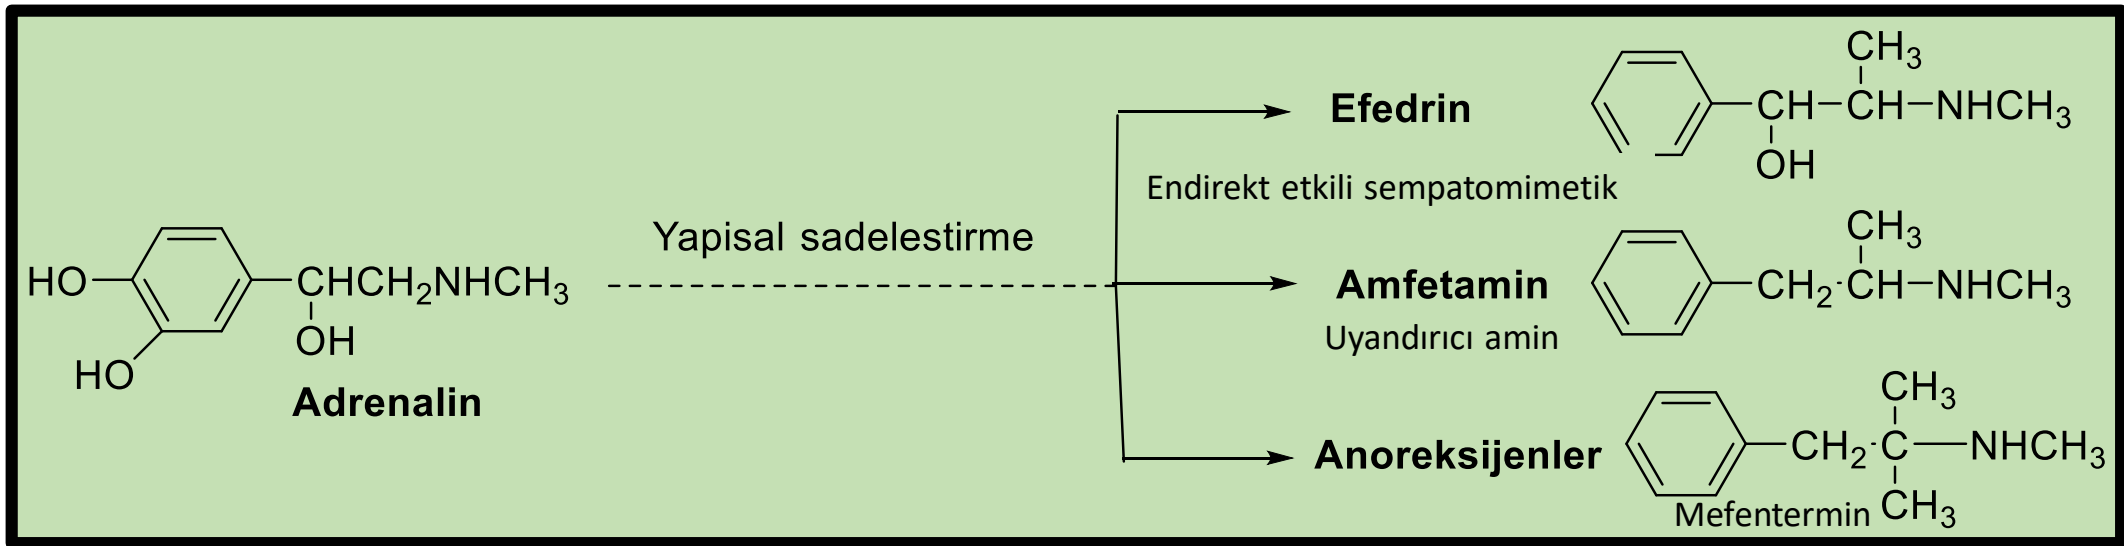 HO
HO
CHCH2NHCH3
OH
Adrenalin
Yapisal sadelestirme
Efedrin
CH3
CH CH NHCH3
OH
Endirekt etkili sempatomimetik
Amfetamin
CH3
CH2 CH NHCH3
Uyandırıcı amin
Anoreksijenler
CH3
CH2 C NHCH3
CH3
Mefentermin